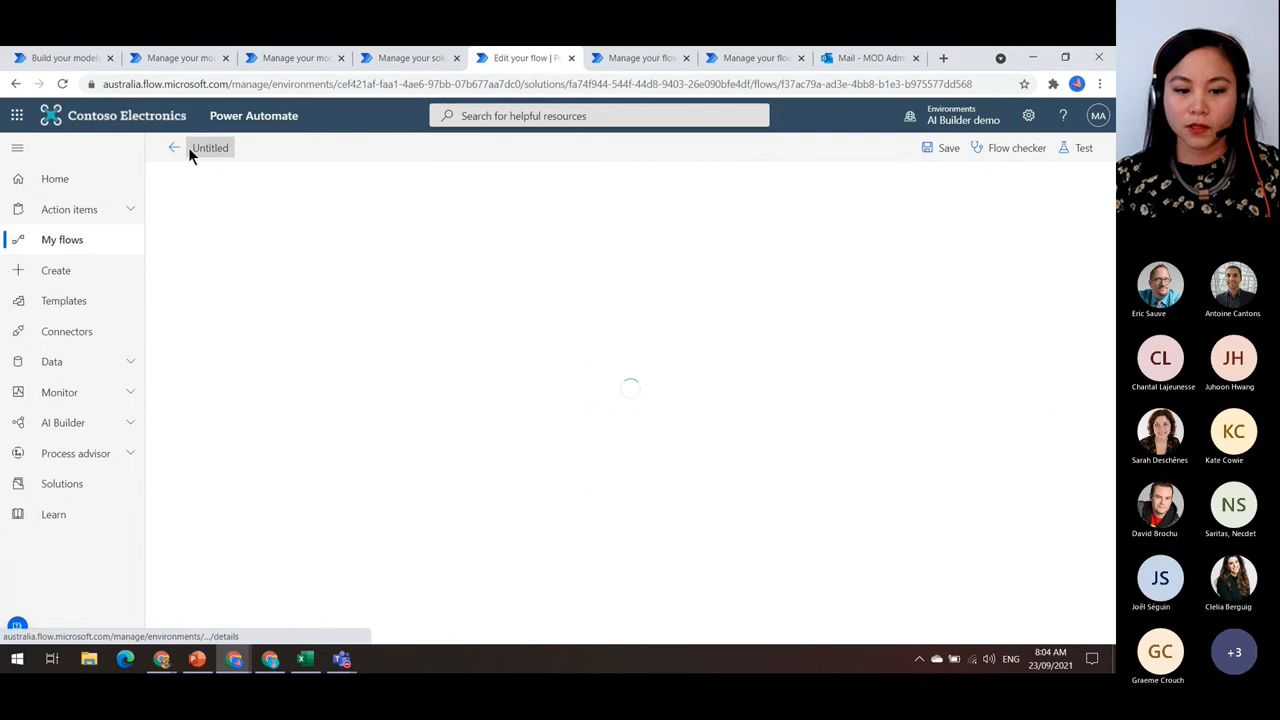 Build your model
Manage your mo
Manage your mo
Manage your sol
Edit your flow | P
Manage your flow
Manage your flow
Mail - MOD Adm
australia.flow.microsoft.com/manage/environments/cef421af-faa1-4ae6-97bb-07b677aa7dc0/solutions/fa74f944-544f-44d8-9403-26e090bfe4af/flows/f37ac79a-ad3e-4bb8-b1e3-b975577dd568
Contoso Electronics
Power Automate
Search for helpful resources
Environments
AI Builder demo
MA
Untitled
Save
Flow checker
Test
Home
Action items
My flows
Create
Templates
Connectors
Data
Monitor
AI Builder
Process advisor
Solutions
Learn
australia.flow.microsoft.com/manage/environments/.../details
ENG
8:04 AM
23/09/2021
Eric Sauve
Antoine Cantons
CL
JH
Chantal Lajeunesse
Juhoon Hwang
KC
Sarah Deschênes
Kate Cowie
NS
David Brochu
Saritas, Necdet
JS
Joël Séguin
Clelia Berguig
GC
+3
Graeme Crouch